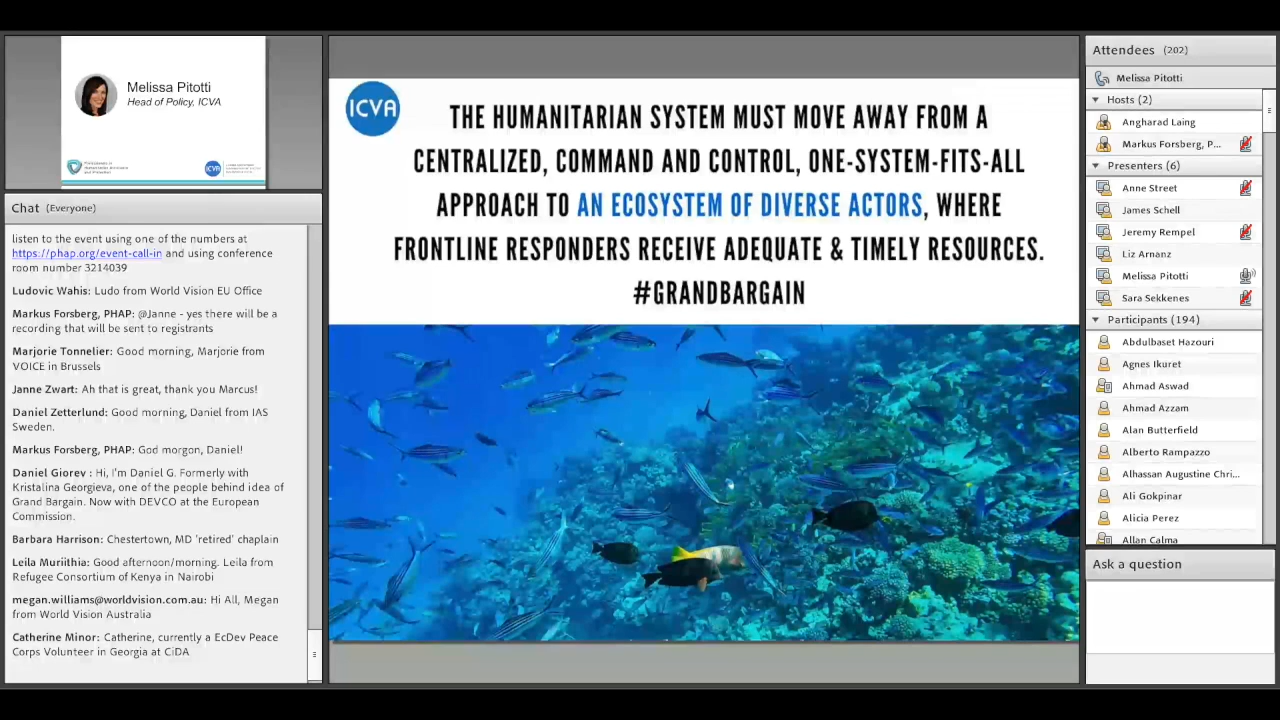 Melissa Pitotti
Head of Policy, ICVA
Chat (Everyone)
listen to the event using one of the numbers at
https://phap.org/event-call-in and using conference
room number 3214039
Ludovic Wahis: Ludo from World Vision EU Office
Markus Forsberg, PHAP: @Janne - yes there will be a
recording that will be sent to registrants
Marjorie Tonnelier: Good morning, Marjorie from
VOICE in Brussels
Janne Zwart: Ah that is great, thank you Marcus!
Daniel Zetterlund: Good morning, Daniel from IAS
Sweden.
Markus Forsberg, PHAP: God morgon, Daniel!
Daniel Giorev : Hi, I'm Daniel G. Formerly with
Kristalina Georgieva, one of the people behind idea of
Grand Bargain. Now with DEVCO at the European
Commission.
Barbara Harrison: Chestertown, MD 'retired' chaplain
Leila Muriithia: Good afternoon/morning. Leila from
Refugee Consortium of Kenya in Nairobi
megan.williams@worldvision.com.au: Hi All, Megan
from World Vision Australia
Catherine Minor: Catherine, currently a EcDev Peace
Corps Volunteer in Georgia at CiDA
ICVA
THE HUMANITARIAN SYSTEM MUST MOVE AWAY FROM A
CENTRALIZED, COMMAND AND CONTROL, ONE-SYSTEM-FITS-ALL
APPROACH TO AN ECOSYSTEM OF DIVERSE ACTORS, WHERE
FRONTLINE RESPONDERS RECEIVE ADEQUATE & TIMELY RESOURCES.
#GRANDBARGAIN
Attendees (202)
Melissa Pitotti
Hosts (2)
Angharad Laing
Markus Forsberg, P...
Presenters (6)
Anne Street
James Schell
Jeremy Rempel
Liz Arnanz
Melissa Pitotti
Sara Sekkenes
Participants (194)
Abdulbaset Hazouri
Agnes Ikuret
Ahmad Aswad
Ahmad Azzam
Alan Butterfield
Alberto Rampazzo
Alhassan Augustine Chri...
Ali Gokpinar
Alicia Perez
Allan Calma
Ask a question